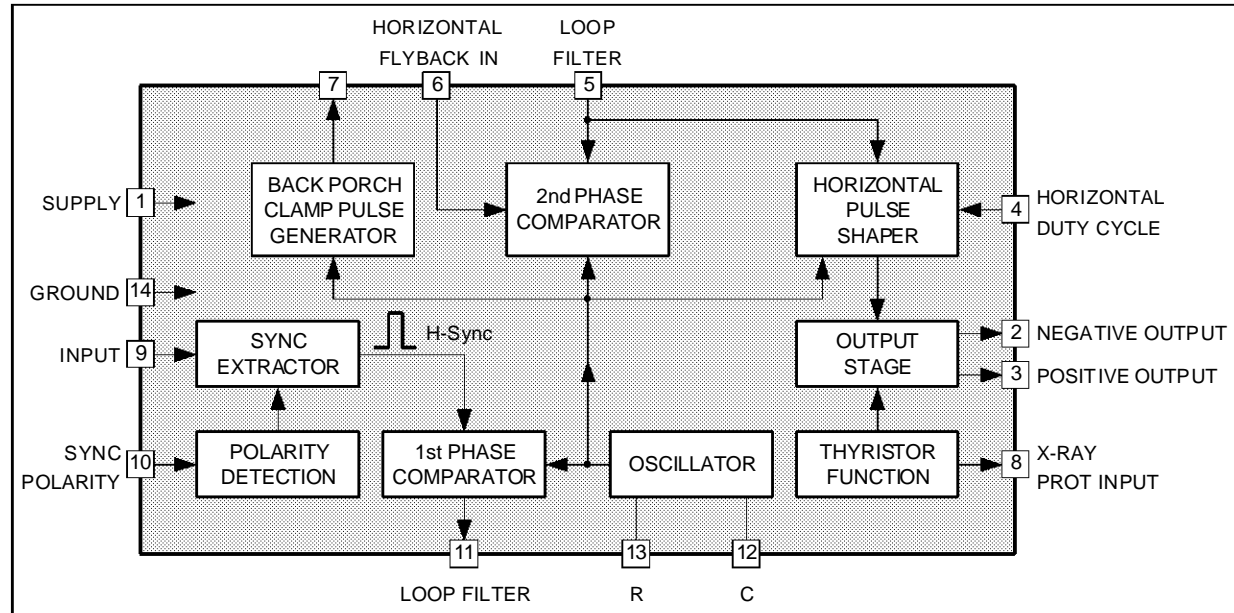 HORIZONTAL
FLYBACK IN
LOOP
FILTER
7
6
5
BACK PORCH
CLAMP PULSE
GENERATOR
2nd PHASE
COMPARATOR
HORIZONTAL
PULSE
SHAPER
SUPPLY
1
4
HORIZONTAL
DUTY CYCLE
GROUND
14
INPUT
9
SYNC
EXTRACTOR
H-Sync
OUTPUT
STAGE
2
NEGATIVE OUTPUT
3
POSITIVE OUTPUT
SYNC
POLARITY
10
POLARITY
DETECTION
1st PHASE
COMPARATOR
OSCILLATOR
THYRISTOR
FUNCTION
8
X-RAY
PROT INPUT
11
13
12
LOOP FILTER
R
C